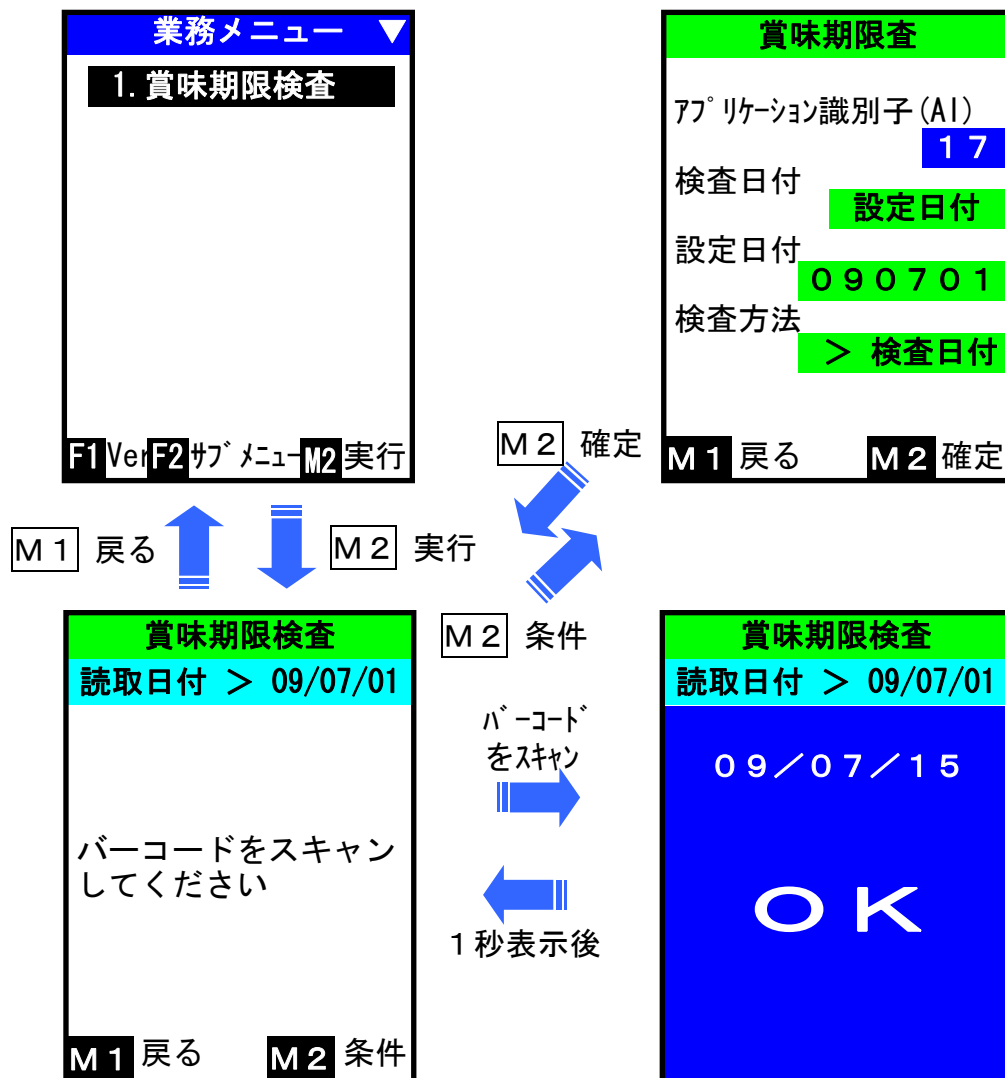 業務メニュー ▼
1.賞味期限検査
F1 Ver F2 ｻﾌﾞﾒﾆｭｰ M2 実行
賞味期限査
ｱﾌﾟﾘｹｰｼｮﾝ識別子(AI)
１７
検査日付
設定日付
設定日付
０９０７０１
検査方法
＞ 検査日付
Ｍ１ 戻る Ｍ２ 確定
Ｍ２ 確定
Ｍ１ 戻る
Ｍ２ 実行
Ｍ２ 条件
賞味期限検査
読取日付 ＞ 09/07/01
バーコードをスキャン
してください
Ｍ１ 戻る Ｍ２ 条件
ﾊﾞｰｺｰﾄﾞ
をｽｷｬﾝ
１秒表示後
賞味期限検査
読取日付 ＞ 09/07/01
０９／０７／１５
ＯＫ